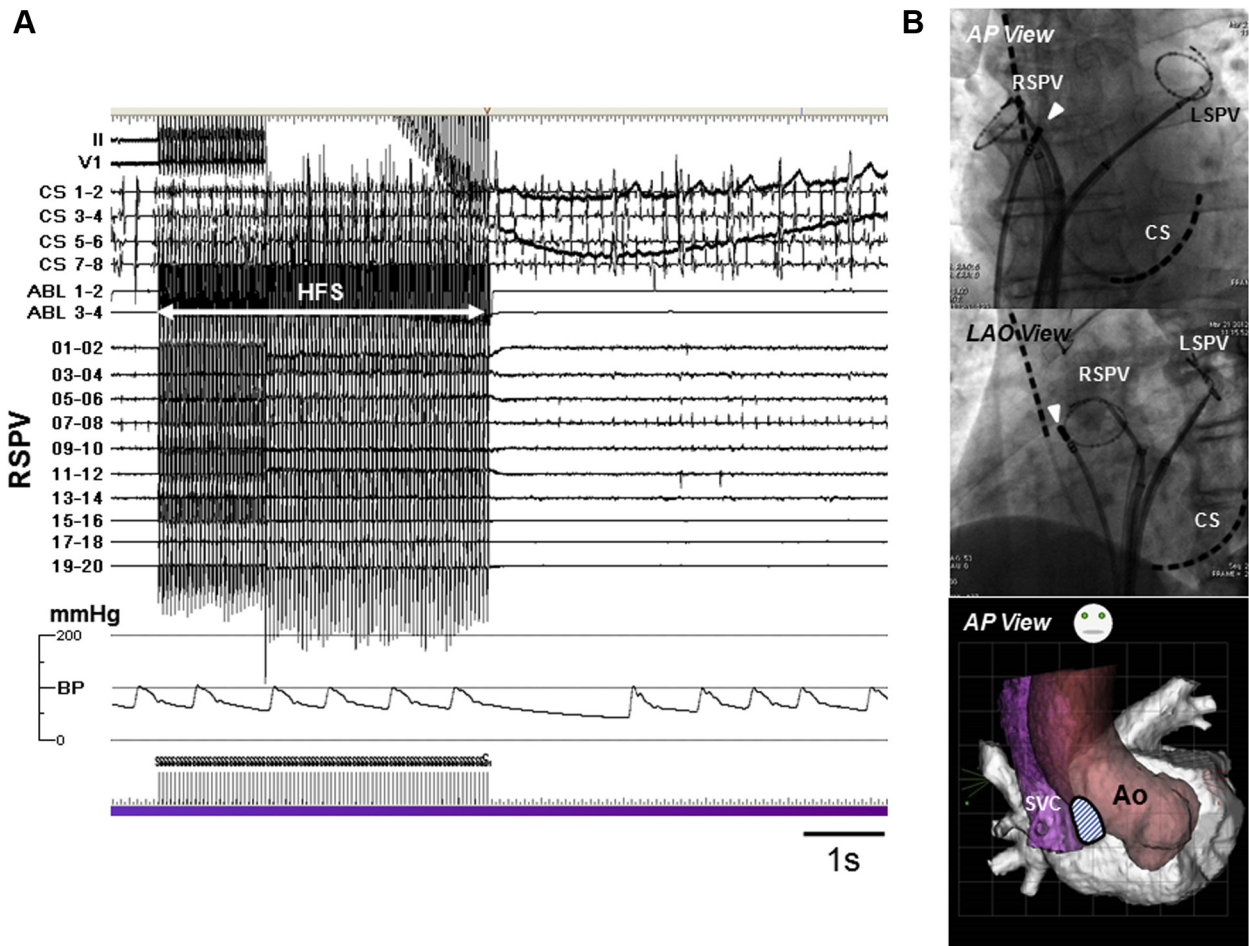 A
II
V1
CS 1-2
CS 3-4
CS 5-6
CS 7-8
ABL 1-2
ABL 3-4
HFS
RSPV
01-02
03-04
05-06
07-08
09-10
11-12
13-14
15-16
17-18
19-20
mmHg
200
BP
0
1s
B
AP View
RSPV
LSPV
CS
LAO View
LSPV
RSPV
CS
AP View
SVC
Ao